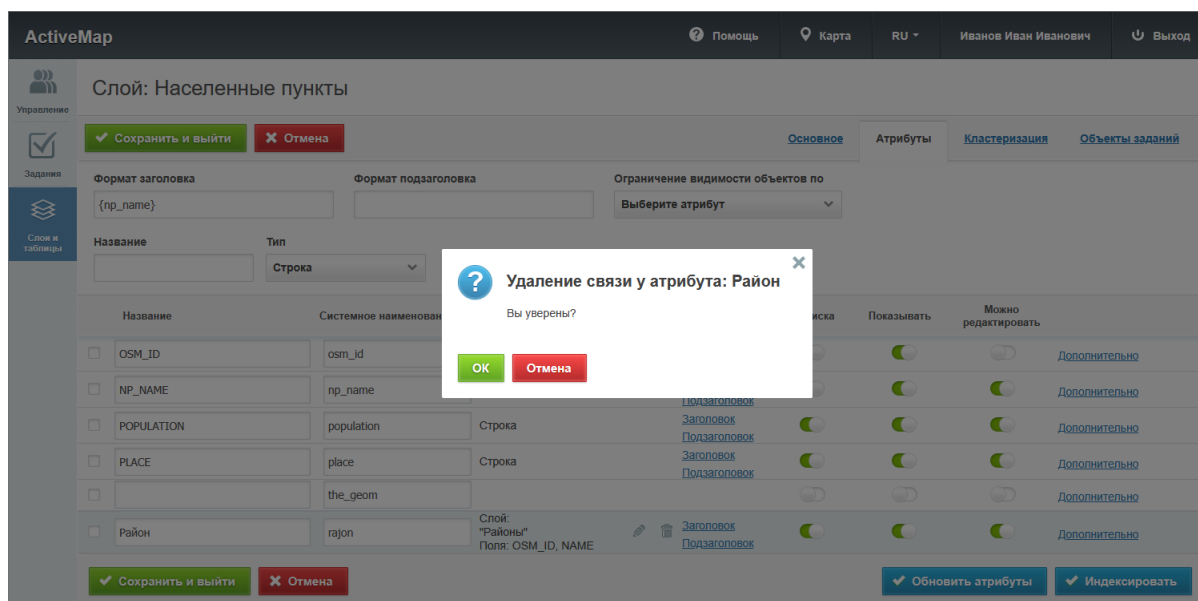 ActiveMap
Помощь
Карта
RU
Иванов Иван Иванович
Выход
Управление
Задания
Слои и
таблицы
Слой: Населенные пункты
Сохранить и выйти
Отмена
Основное
Атрибуты
Кластеризация
Объекты заданий
Формат заголовка
Формат подзаголовка
Ограничение видимости объектов по
{np_name}
Выберите атрибут
Название
Тип
Строка
Удаление связи у атрибута: Район
Вы уверены?
ОК
Отмена
Название
Системное наименован
иска
Показывать
Можно
редактировать
OSM_ID
osm_id
Дополнительно
NP_NAME
np_name
Подзаголовок
Дополнительно
POPULATION
population
Строка
Заголовок
Подзаголовок
Дополнительно
PLACE
place
Строка
Заголовок
Подзаголовок
Дополнительно
the_geom
Дополнительно
Район
rajon
Слой:
"Районы"
Поля: OSM_ID, NAME
Заголовок
Подзаголовок
Дополнительно
Сохранить и выйти
Отмена
Обновить атрибуты
Индексировать